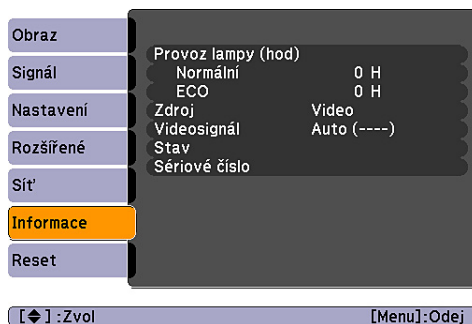 Obraz
Signál
Nastavení
Rozšířené
Síť
Informace
Reset
Provoz lampy (hod)
Normální 0 H
ECO 0 H
Zdroj Video
Videosignál Auto (----)
Stav
Sériové číslo
[◆] :Zvol [Menu]:Odej